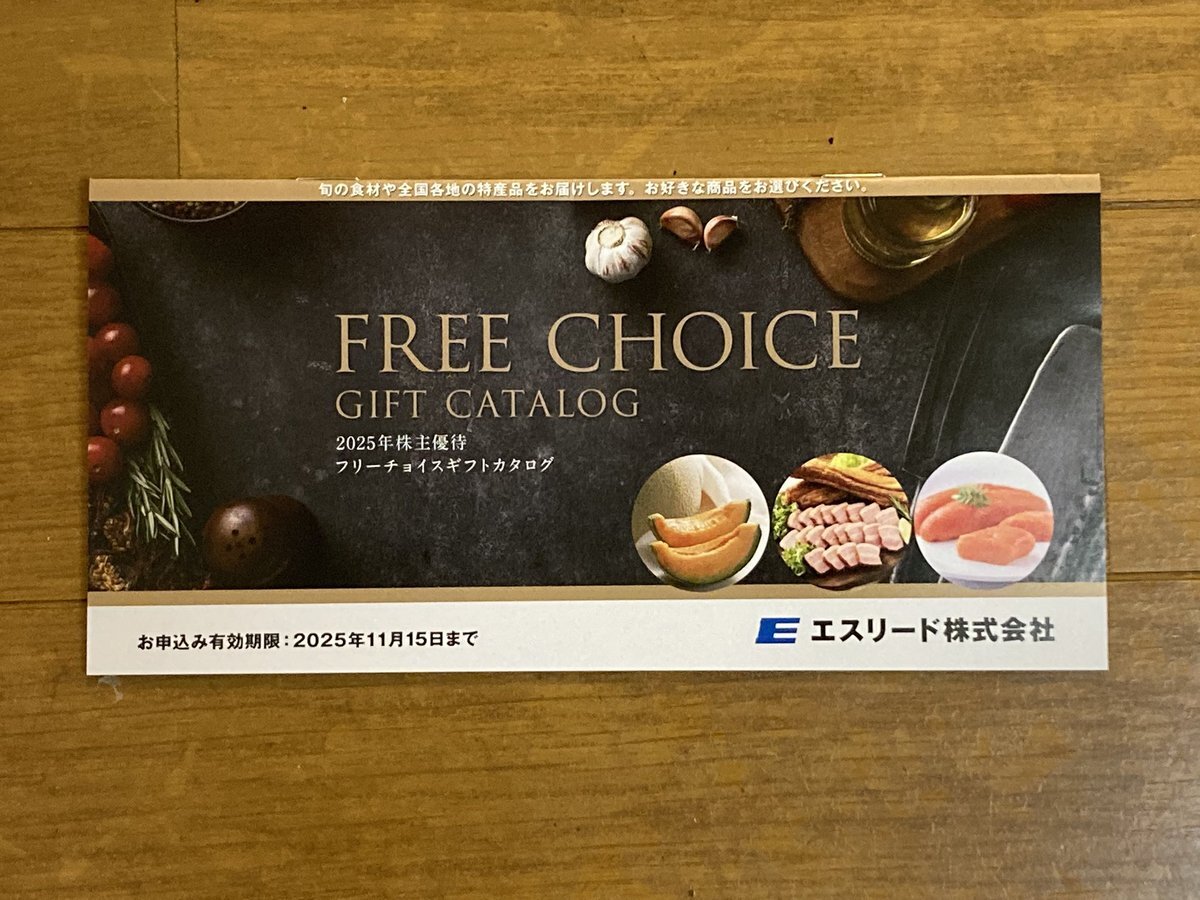 旬の食材や全国各地の特産品をお届けします。お好きな商品をお選びください。
FREE CHOICE
GIFT CATALOG
2025年株主優待
フリーチョイスギフトカタログ
お申込み有効期限:2025年11月15日まで
エスリード株式会社